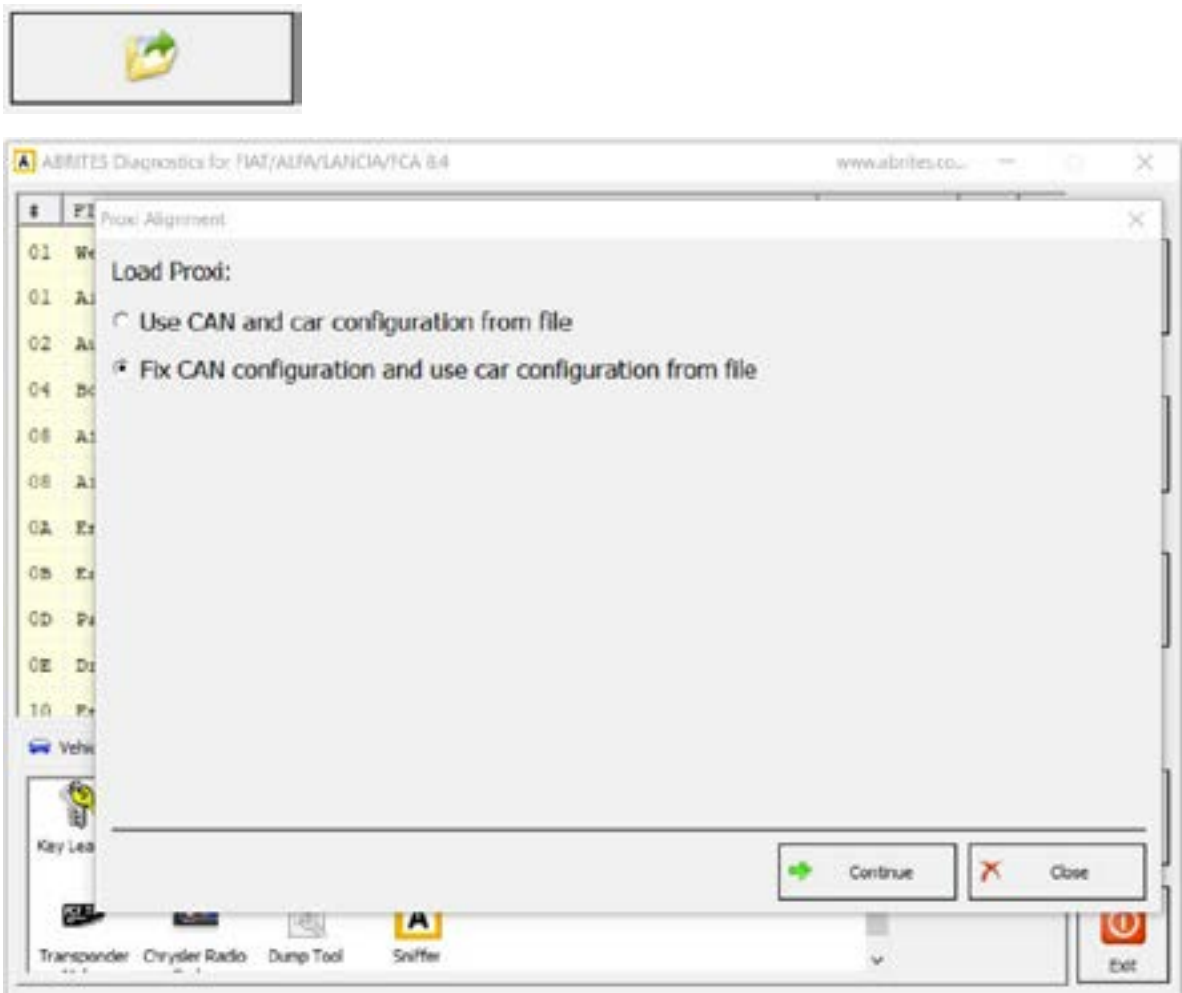 ABRITES Diagnostics for FIAT/ALFA/LANCIA/FCA 8.4 www.abrites.co...
#
Proxi Alignment
01
Load Proxi:
01
Use CAN and car configuration from file
02
Fix CAN configuration and use car configuration from file
04
08
08
0A
0B
0D
0E
10
Vehic
Key Lea
Continue
Close
Transponder Chrysler Radio Dump Tool Sniffer
Exit